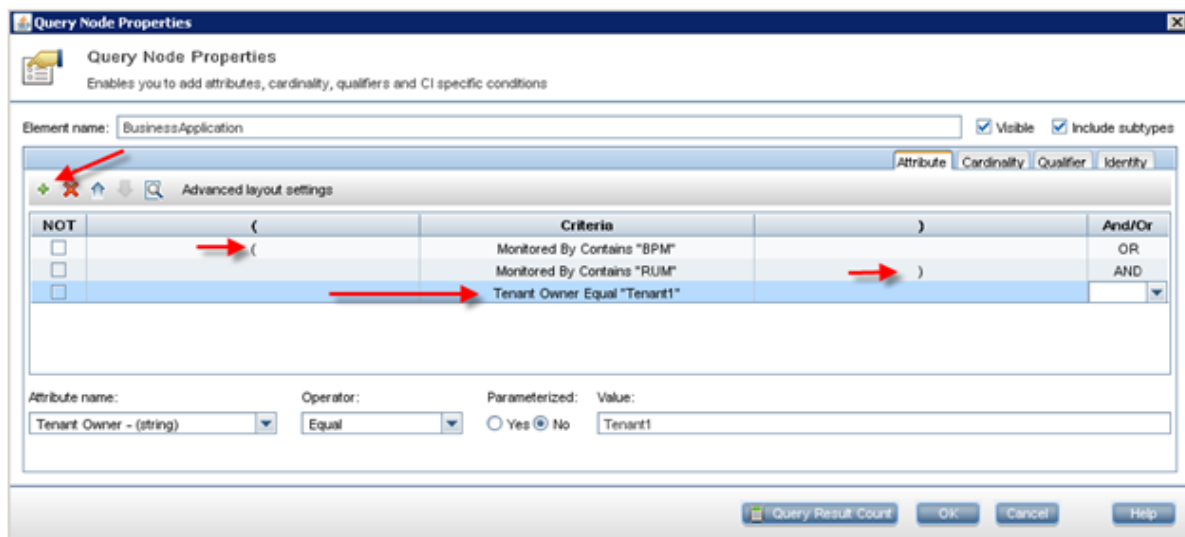 Query Node Properties
Query Node Properties
Enables you to add attributes, cardinality, qualifiers and CI specific conditions
Element name: BusinessApplication Visible Include subtypes
Attribute Cardinality Qualifier Identity
Advanced layout settings
NOT ( Criteria ) And/Or
( Monitored By Contains "BPM" OR
Monitored By Contains "RUM" ) AND
Tenant Owner Equal "Tenant1"
Attribute name: Operator: Parameterized: Value:
Tenant Owner - (string) Equal Yes No Tenant1
Query Result Count OK Cancel Help